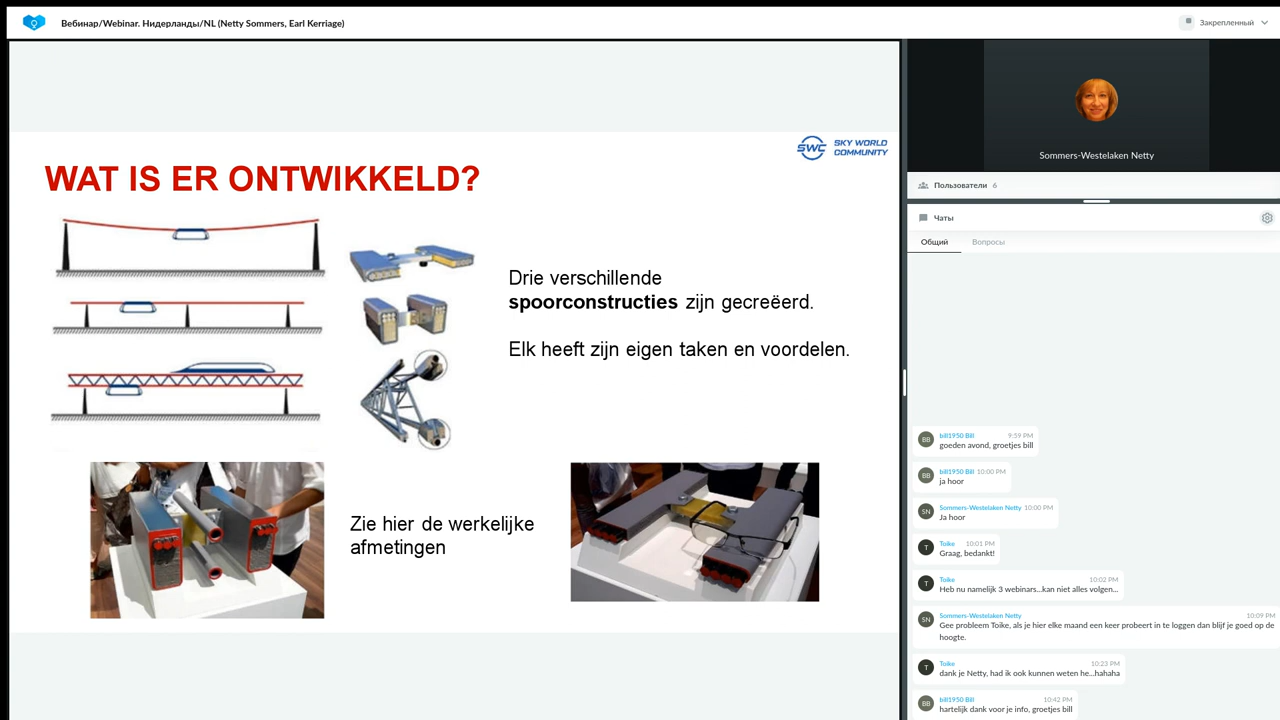 Вебинар/Webinar. Нидерланды/NL (Netty Sommers, Earl Kerriage)
Закрепленный
SWC
SKY WORLD
COMMUNITY
WAT IS ER ONTWIKKELD?
Drie verschillende
spoorconstructies zijn gecreëerd.
Elk heeft zijn eigen taken en voordelen.
Zie hier de werkelijke
afmetingen
Sommers-Westelaken Netty
Пользователи 6
Чаты
Общий Вопросы
BB
bill1950 Bill 9:59 PM
goeden avond, groetjes bill
BB
bill1950 Bill 10:00 PM
ja hoor
SN
Sommers-Westelaken Netty 10:00 PM
Ja hoor
T
Toike 10:01 PM
Graag, bedankt!
T
Toike 10:02 PM
Heb nu namelijk 3 webinars...kan niet alles volgen...
SN
Sommers-Westelaken Netty 10:09 PM
Gee probleem Toike, als je hier elke maand een keer probeert in te loggen dan blijf je goed op de
hoogte.
T
Toike 10:23 PM
dank je Netty, had ik ook kunnen weten he...hahaha
BB
bill1950 Bill 10:42 PM
hartelijk dank voor je info, groetjes bill